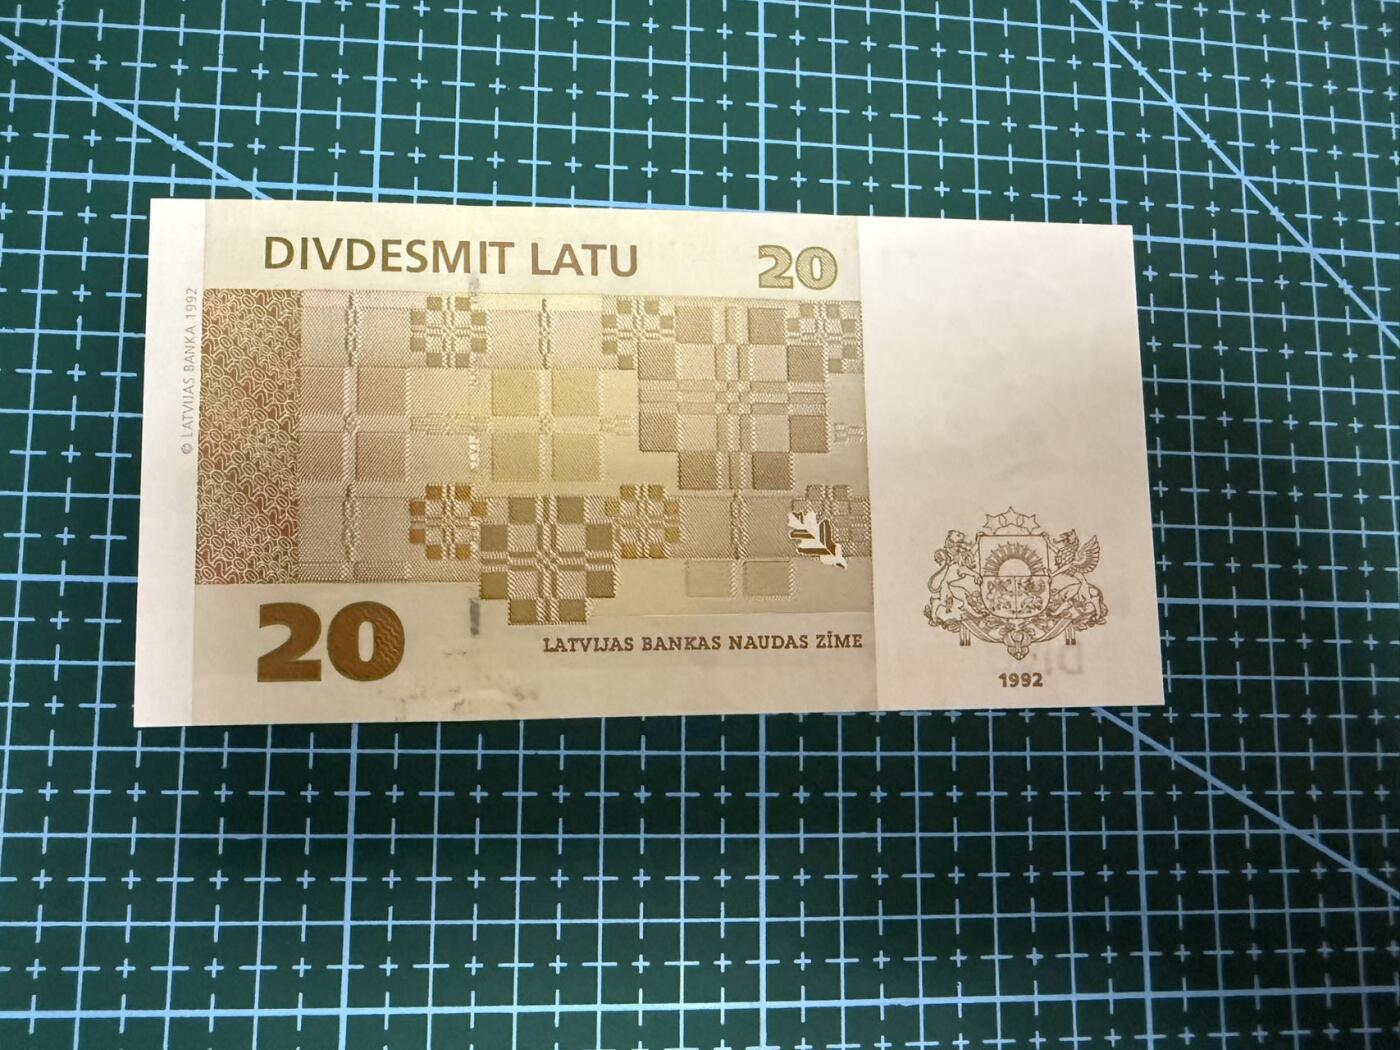 DIVDESMIT LATU
20
© LATVIJAS BANKA 1992
20
LATVIJAS BANKAS NAUDAS ZĪME
1992